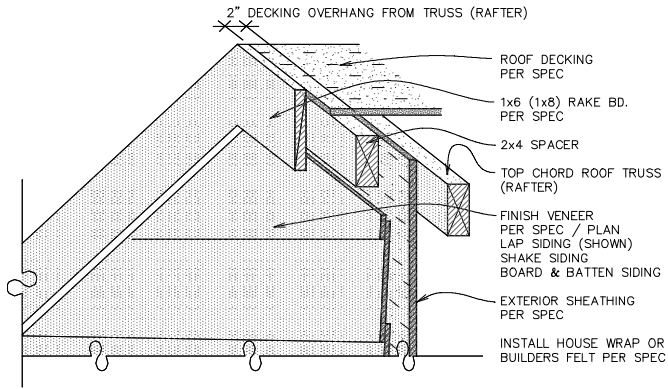 2" DECKING OVERHANG FROM TRUSS (RAFTER)
ROOF DECKING
PER SPEC
1x6 (1x8) RAKE BD.
PER SPEC
2x4 SPACER
TOP CHORD ROOF TRUSS
(RAFTER)
FINISH VENEER
PER SPEC / PLAN
LAP SIDING (SHOWN)
SHAKE SIDING
BOARD & BATTEN SIDING
EXTERIOR SHEATHING
PER SPEC
INSTALL HOUSE WRAP OR
BUILDERS FELT PER SPEC